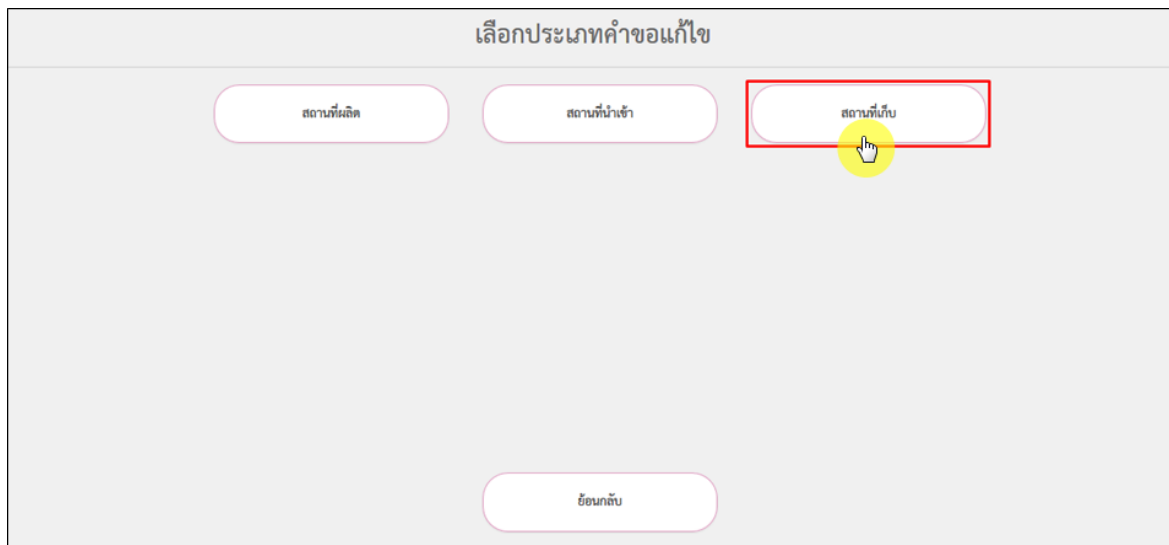 เลือกประเภทคำขอแก้ไข
สถานที่ผลิต สถานที่นำเข้า สถานที่เก็บ
ย้อนกลับ